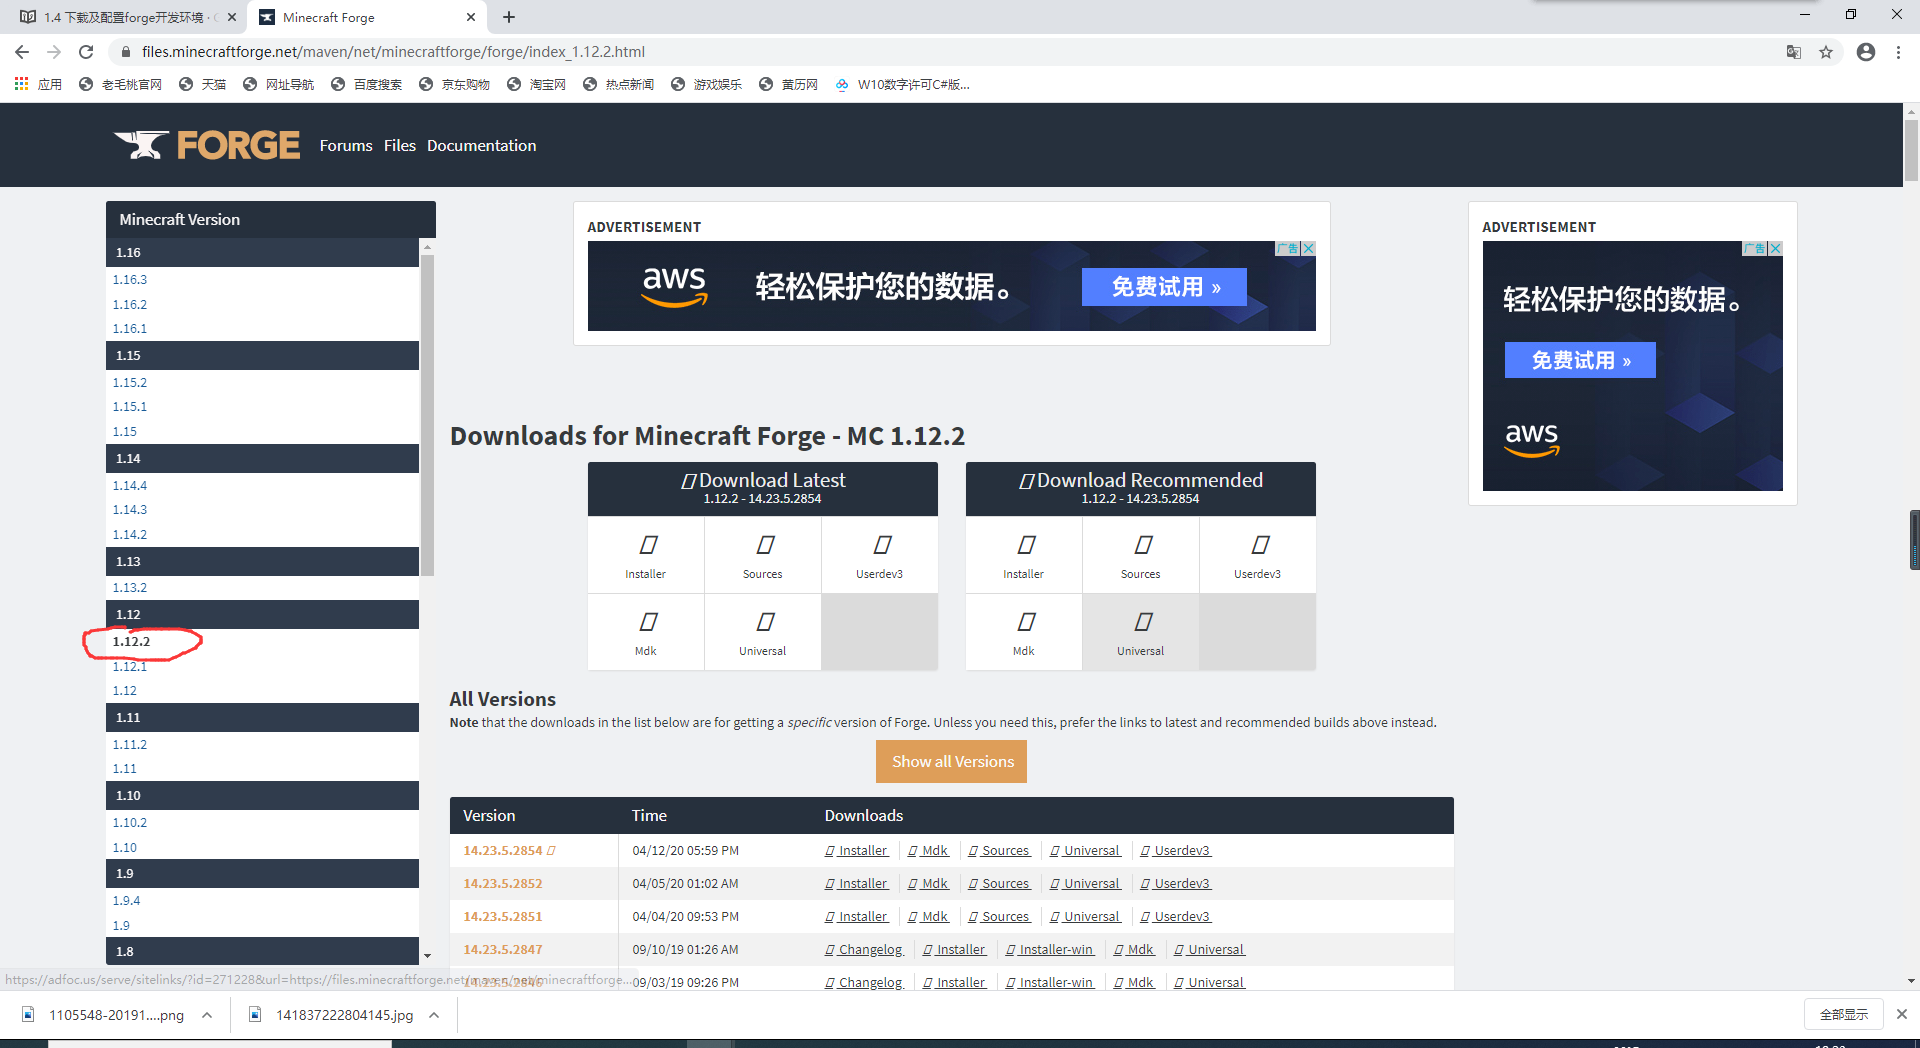 1.4 下载及配置forge开发环境 ·
Minecraft Forge
files.minecraftforge.net/maven/net/minecraftforge/forge/index_1.12.2.html
应用 老毛桃官网 天猫 网址导航 百度搜索 京东购物 淘宝网 热点新闻 游戏娱乐 黄历网 W10数字许可C#版...
FORGE Forums Files Documentation
Minecraft Version
1.16
1.16.3
1.16.2
1.16.1
1.15
1.15.2
1.15.1
1.15
1.14
1.14.4
1.14.3
1.14.2
1.13
1.13.2
1.12
1.12.2
1.12.1
1.12
1.11
1.11.2
1.11
1.10
1.10.2
1.10
1.9
1.9.4
1.9
1.8
ADVERTISEMENT
广告
aws 轻松保护您的数据。 免费试用 »
ADVERTISEMENT
广告
轻松保护您的数据。
免费试用 »
aws
Downloads for Minecraft Forge - MC 1.12.2
Download Latest
1.12.2 - 14.23.5.2854
Installer Sources Userdev3
Mdk Universal
Download Recommended
1.12.2 - 14.23.5.2854
Installer Sources Userdev3
Mdk Universal
All Versions
Note that the downloads in the list below are for getting a specific version of Forge. Unless you need this, prefer the links to latest and recommended builds above instead.
Show all Versions
Version Time Downloads
14.23.5.2854 04/12/20 05:59 PM Installer Mdk Sources Universal Userdev3
14.23.5.2852 04/05/20 01:02 AM Installer Mdk Sources Universal Userdev3
14.23.5.2851 04/04/20 09:53 PM Installer Mdk Sources Universal Userdev3
14.23.5.2847 09/10/19 01:26 AM Changelog Installer Installer-win Mdk Universal
14.23.5.2846 09/03/19 09:26 PM Changelog Installer Installer-win Mdk Universal
https://adfoc.us/serve/sitelinks/?id=271228&url=https://files.minecraftforge.net/maven/net/minecraftforge...
1105548-20191....png
141837222804145.jpg
全部显示